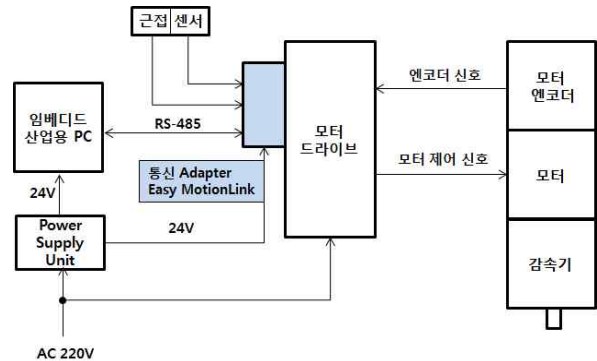 근접 센서
엔코더 신호
모터
엔코더
임베디드
산업용 PC
RS-485
모터
드라이브
모터 제어 신호
모터
통신 Adapter
Easy MotionLink
24V
Power
Supply
Unit
24V
감속기
AC 220V